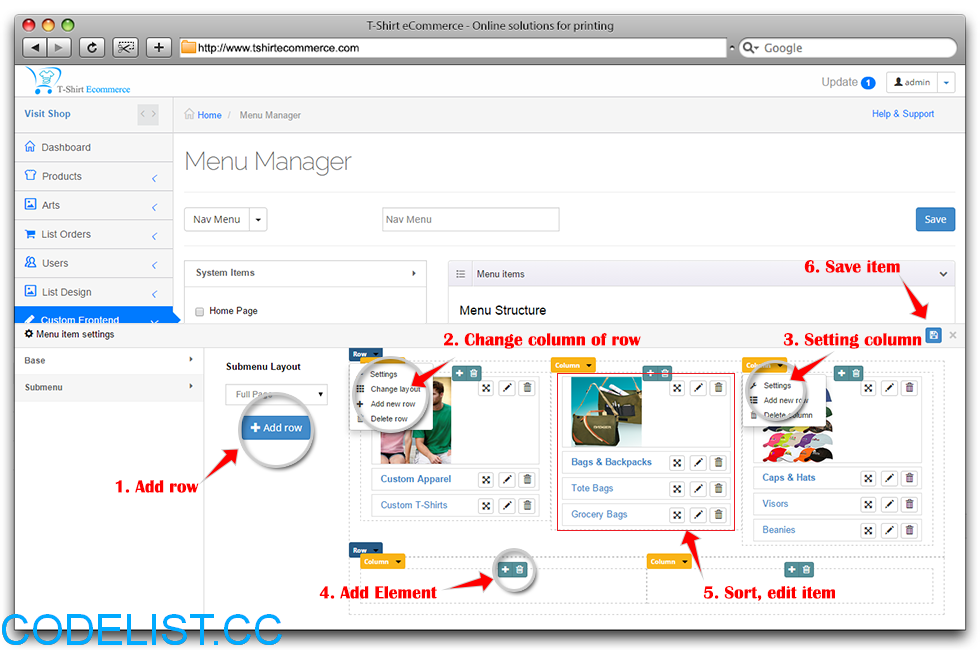 T-Shirt eCommerce - Online solutions for printing
http://www.tshirtecommerce.com
Google
T-Shirt Ecommerce
Update 1
admin
Visit Shop
Home / Menu Manager
Help & Support
Dashboard
Products
Arts
List Orders
Users
List Design
Custom Frontend
Menu Manager
Nav Menu
Nav Menu
Save
System Items
Menu items
Home Page
Menu Structure
6. Save item
Menu item settings
2. Change column of row
3. Setting column
Base
Submenu
Submenu Layout
Full Page
Add row
1. Add row
Row
Settings
Change layout
Add new row
Delete row
Custom Apparel
Custom T-Shirts
Column
Bags & Backpacks
Tote Bags
Grocery Bags
Column
Settings
Add new row
Delete column
Caps & Hats
Visors
Beanies
Row
Column
Column
4. Add Element
5. Sort, edit item
CODELIST.CC